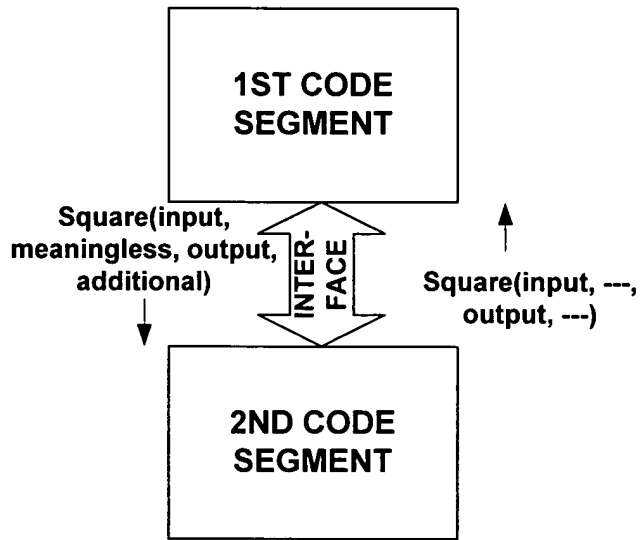 1ST CODE
SEGMENT
Square(input,
meaningless, output,
additional)
INTER-
FACE
Square(input, ---,
output, ---)
2ND CODE
SEGMENT